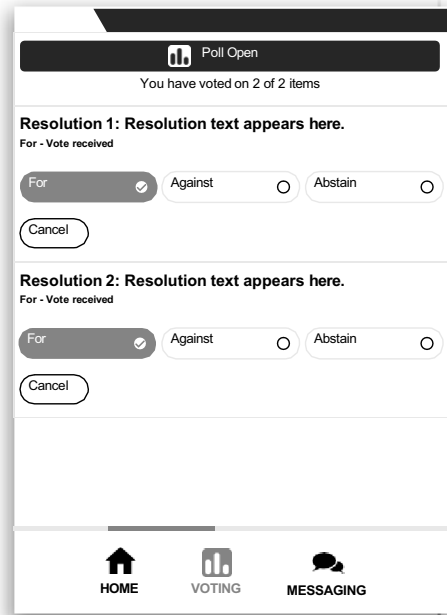 Poll Open
You have voted on 2 of 2 items
Resolution 1: Resolution text appears here.
For - Vote received
For Against Abstain
Cancel
Resolution 2: Resolution text appears here.
For - Vote received
For Against Abstain
Cancel
HOME VOTING MESSAGING